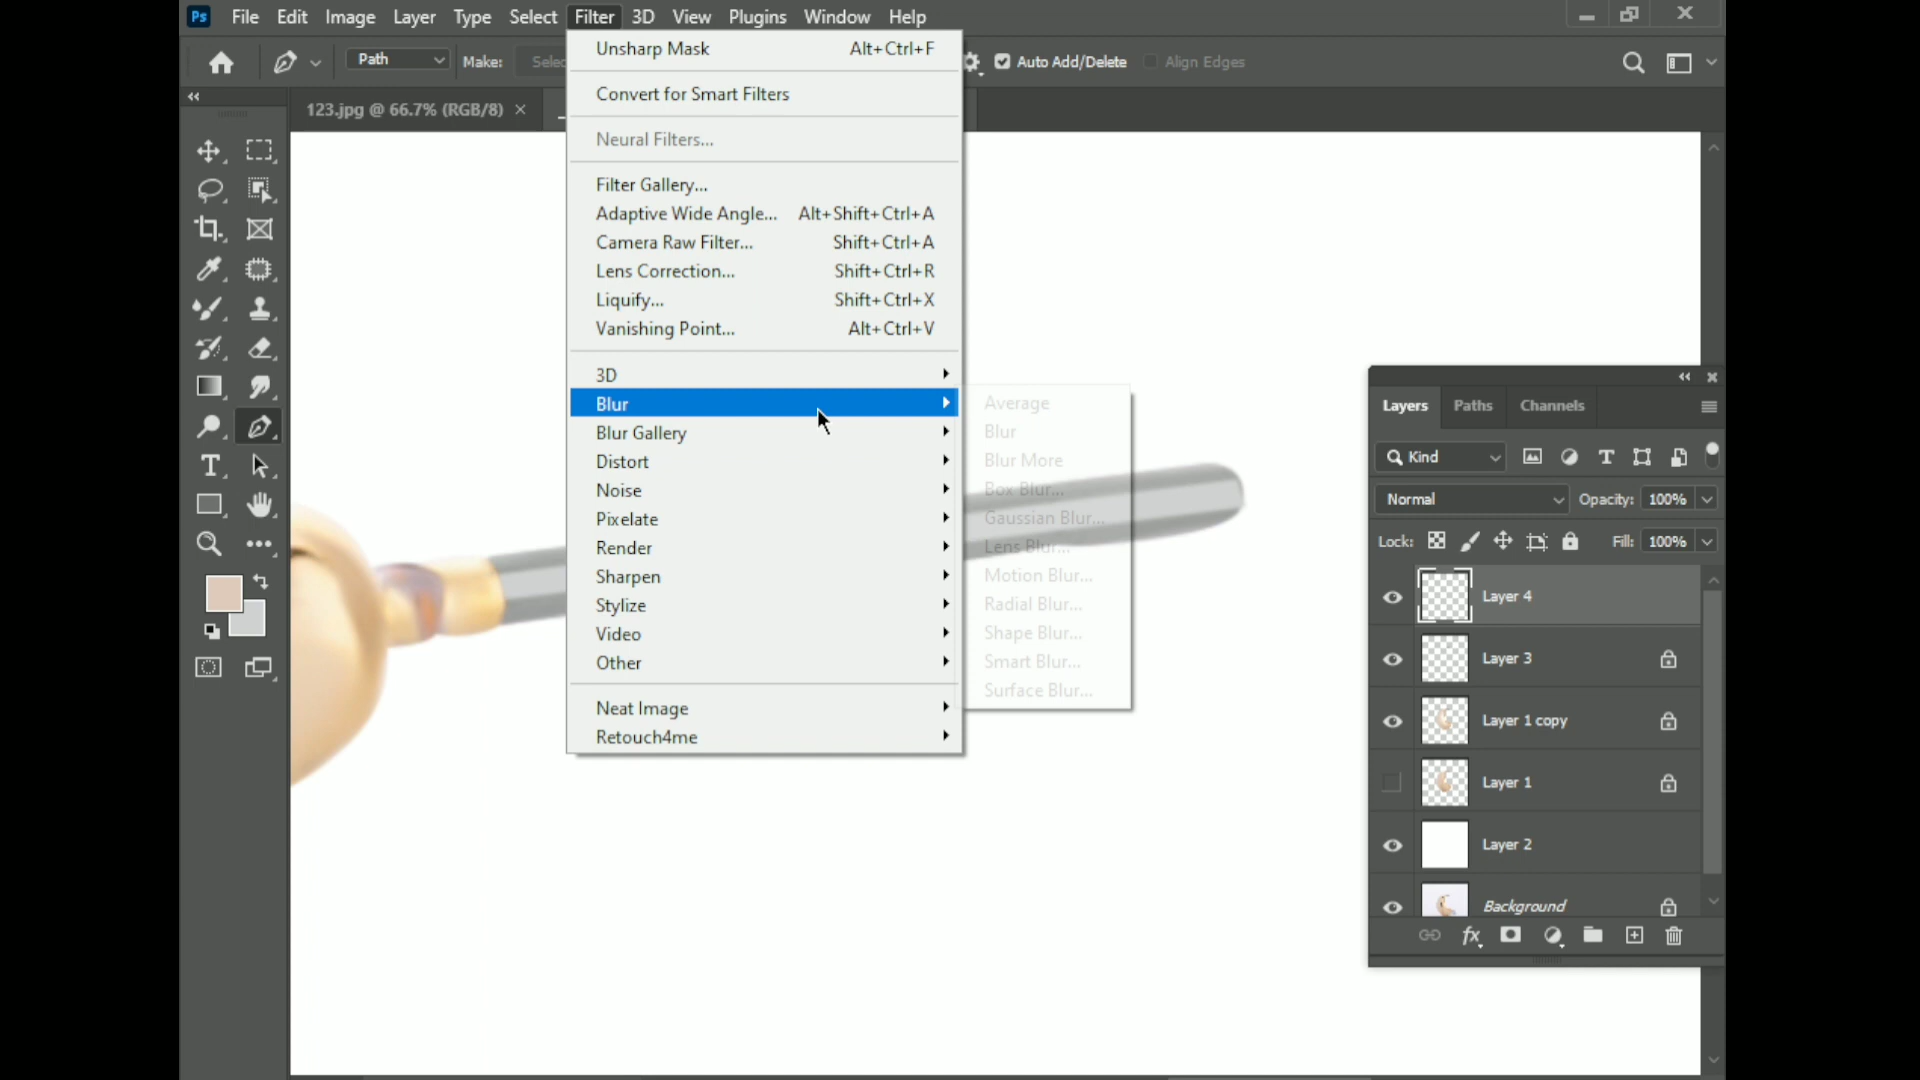 Ps File Edit Image Layer Type Select Filter 3D View Plugins Window Help
Path Make: Selec Auto Add/Delete Align Edges
123.jpg @ 66.7% (RGB/8)
Unsharp Mask Alt+Ctrl+F
Convert for Smart Filters
Neural Filters...
Filter Gallery...
Adaptive Wide Angle... Alt+Shift+Ctrl+A
Camera Raw Filter... Shift+Ctrl+A
Lens Correction... Shift+Ctrl+R
Liquify... Shift+Ctrl+X
Vanishing Point... Alt+Ctrl+V
3D
Blur
Blur Gallery
Distort
Noise
Pixelate
Render
Sharpen
Stylize
Video
Other
Neat Image
Retouch4me
Average
Blur
Blur More
Box Blur...
Gaussian Blur...
Lens Blur...
Motion Blur...
Radial Blur...
Shape Blur...
Smart Blur...
Surface Blur...
Layers Paths Channels
Kind
Normal Opacity: 100%
Lock: Fill: 100%
Layer 4
Layer 3
Layer 1 copy
Layer 1
Layer 2
Background